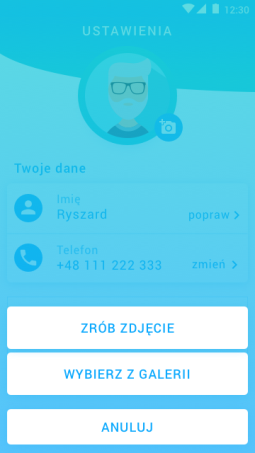 12:30
USTAWIENIA
Twoje dane
Imię
Ryszard
popraw
Telefon
+48 111 222 333
zmień
ZRÓB ZDJĘCIE
WYBIERZ Z GALERII
ANULUJ